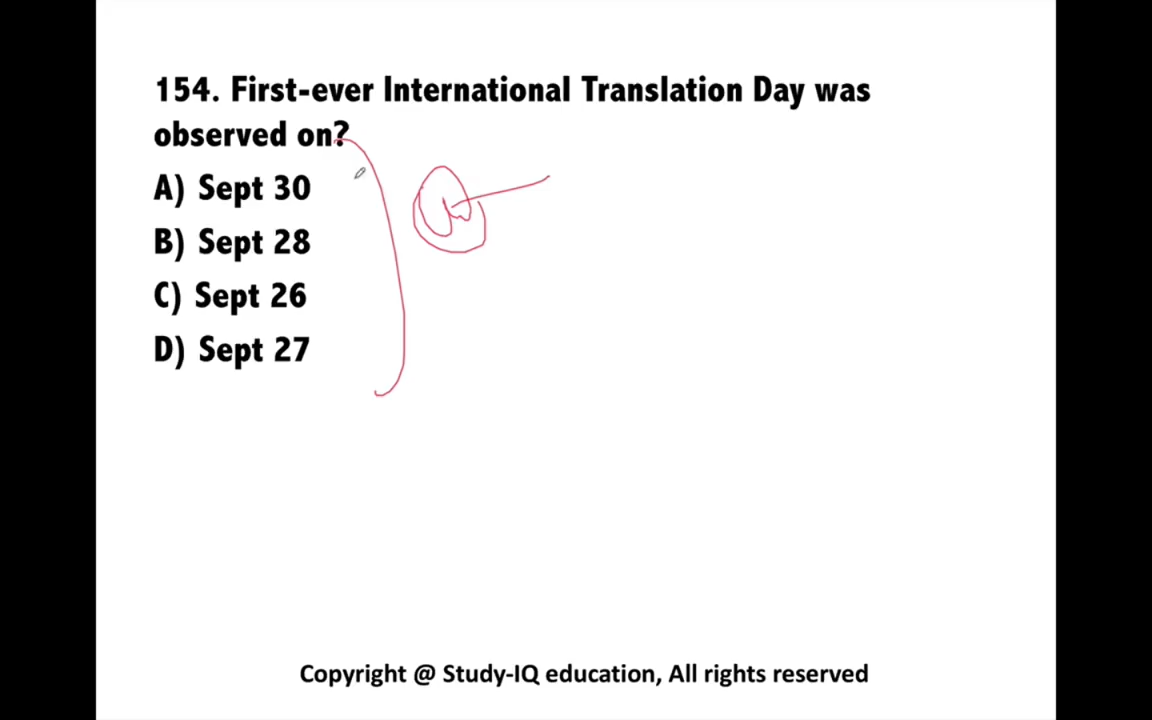 154. First-ever International Translation Day was
observed on?
A) Sept 30
B) Sept 28
C) Sept 26
D) Sept 27
Copyright @ Study-IQ education, All rights reserved